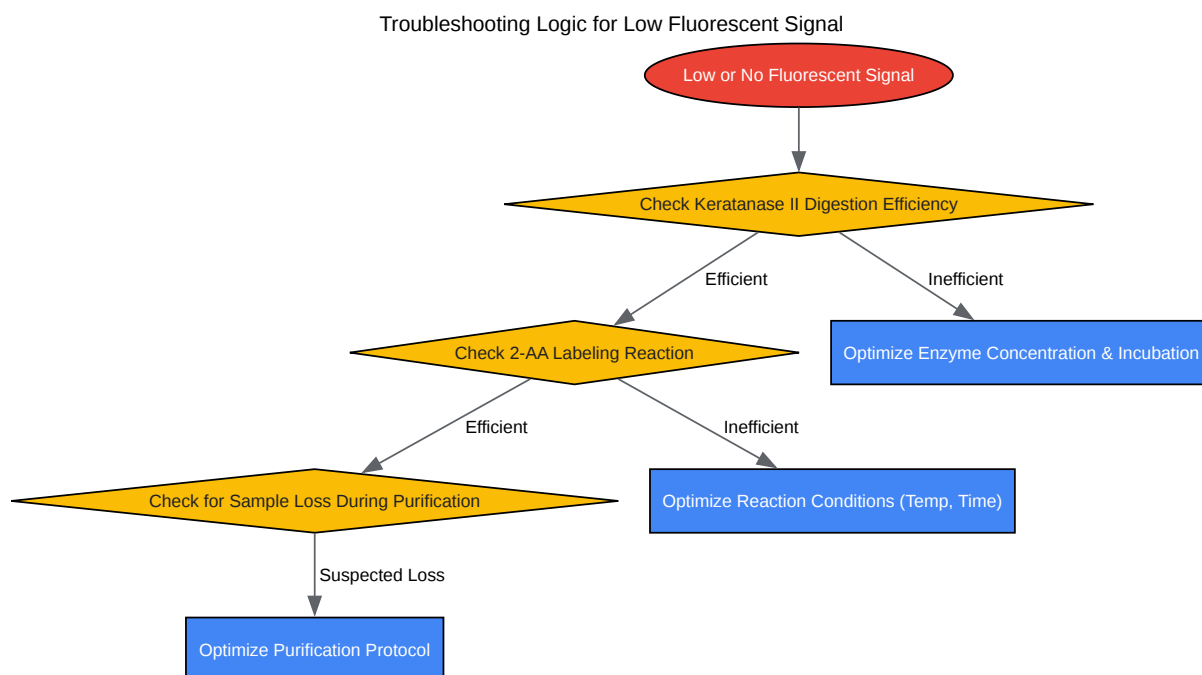 Troubleshooting Logic for Low Fluorescent Signal
Low or No Fluorescent Signal
Check Keratanase II Digestion Efficiency
Efficient
Inefficient
Check 2-AA Labeling Reaction
Optimize Enzyme Concentration & Incubation
Efficient
Inefficient
Check for Sample Loss During Purification
Optimize Reaction Conditions (Temp, Time)
Suspected Loss
Optimize Purification Protocol